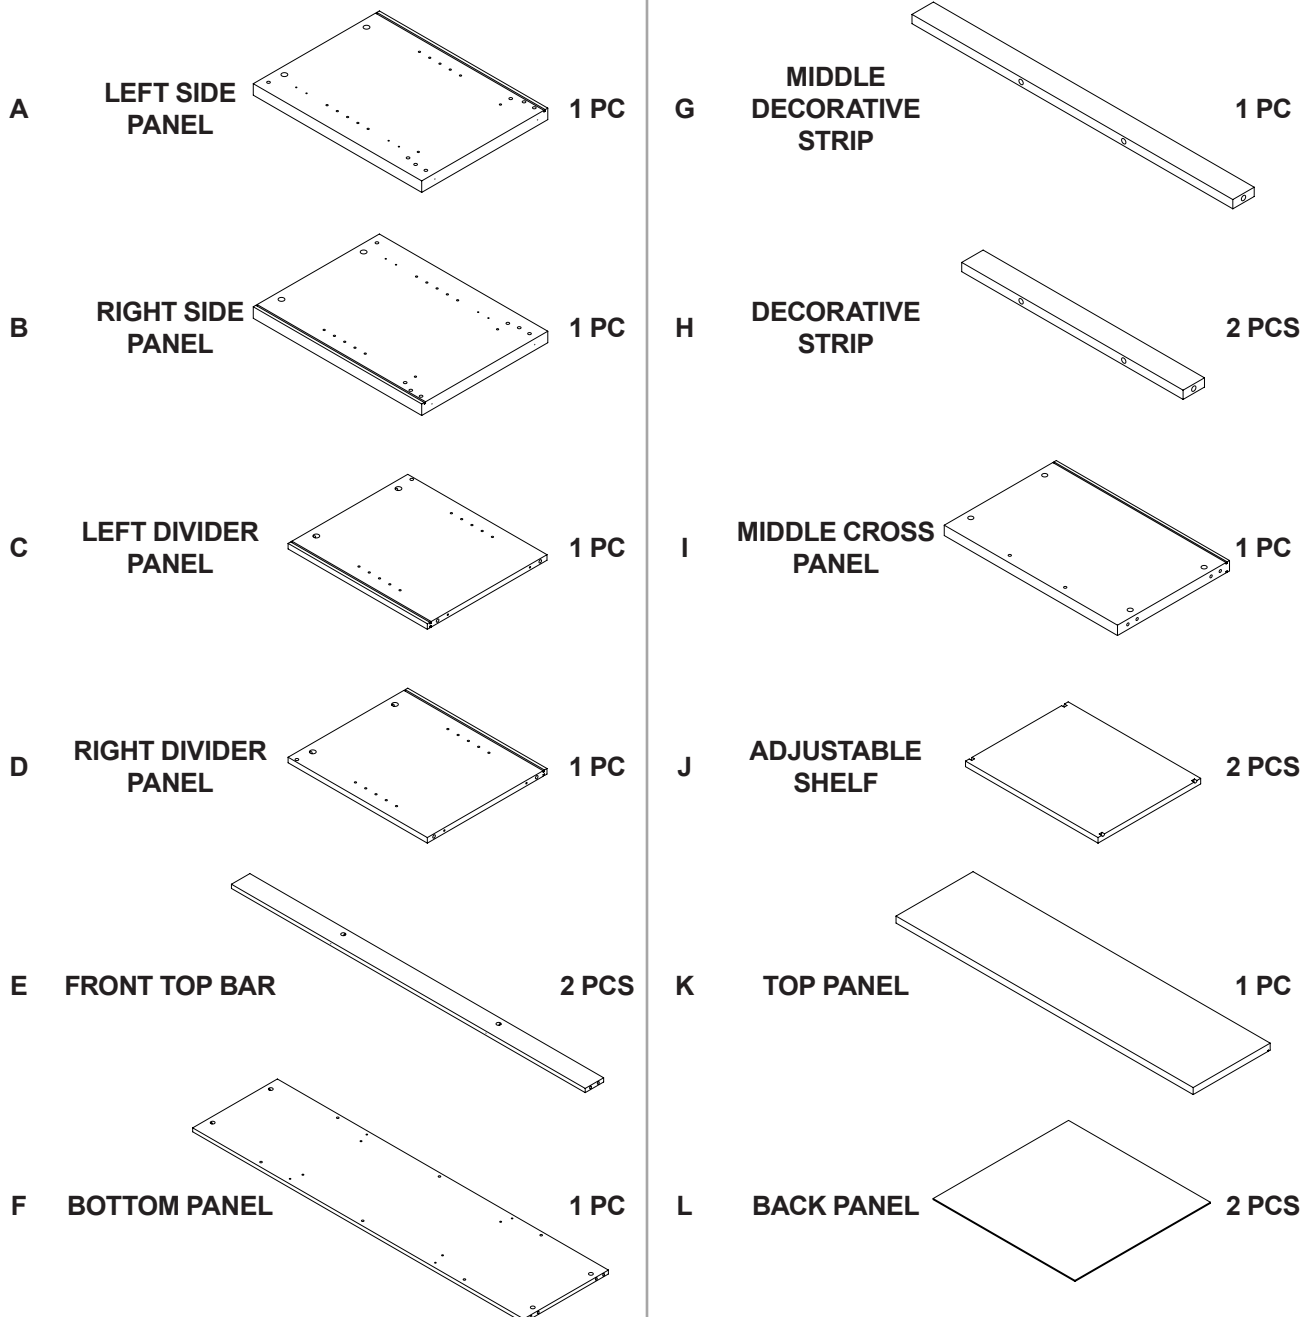 A
LEFT SIDE
PANEL
1 PC
B
RIGHT SIDE
PANEL
1 PC
C
LEFT DIVIDER
PANEL
1 PC
D
RIGHT DIVIDER
PANEL
1 PC
E
FRONT TOP BAR
2 PCS
F
BOTTOM PANEL
1 PC
G
MIDDLE
DECORATIVE
STRIP
1 PC
H
DECORATIVE
STRIP
2 PCS
I
MIDDLE CROSS
PANEL
1 PC
J
ADJUSTABLE
SHELF
2 PCS
K
TOP PANEL
1 PC
L
BACK PANEL
2 PCS